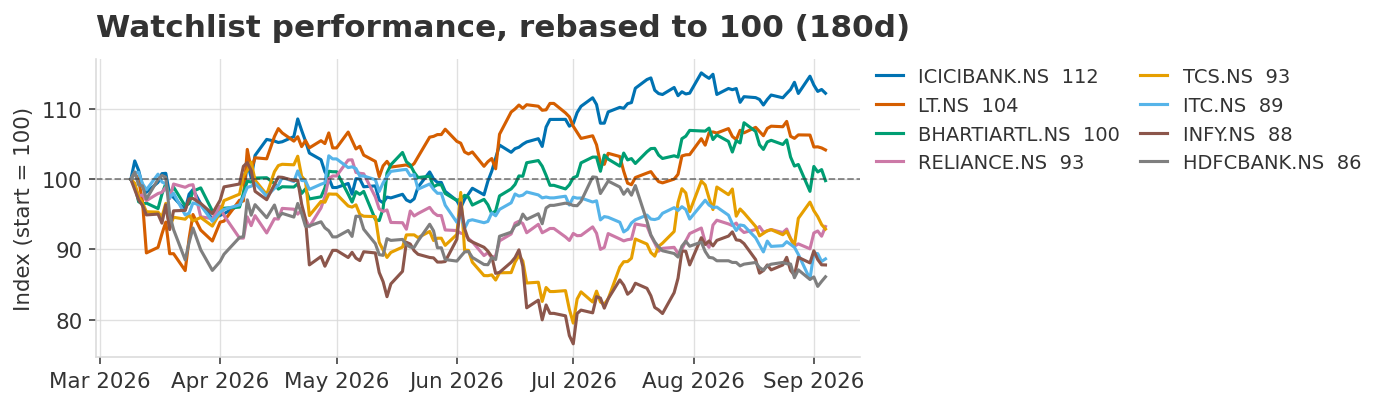 Watchlist performance, rebased to 100 (180d)
Index (start = 100)
110
100
90
80
Mar 2026 Apr 2026 May 2026 Jun 2026 Jul 2026 Aug 2026 Sep 2026
ICICIBANK.NS 112
LT.NS 104
BHARTIARTL.NS 100
RELIANCE.NS 93
TCS.NS 93
ITC.NS 89
INFY.NS 88
HDFCBANK.NS 86